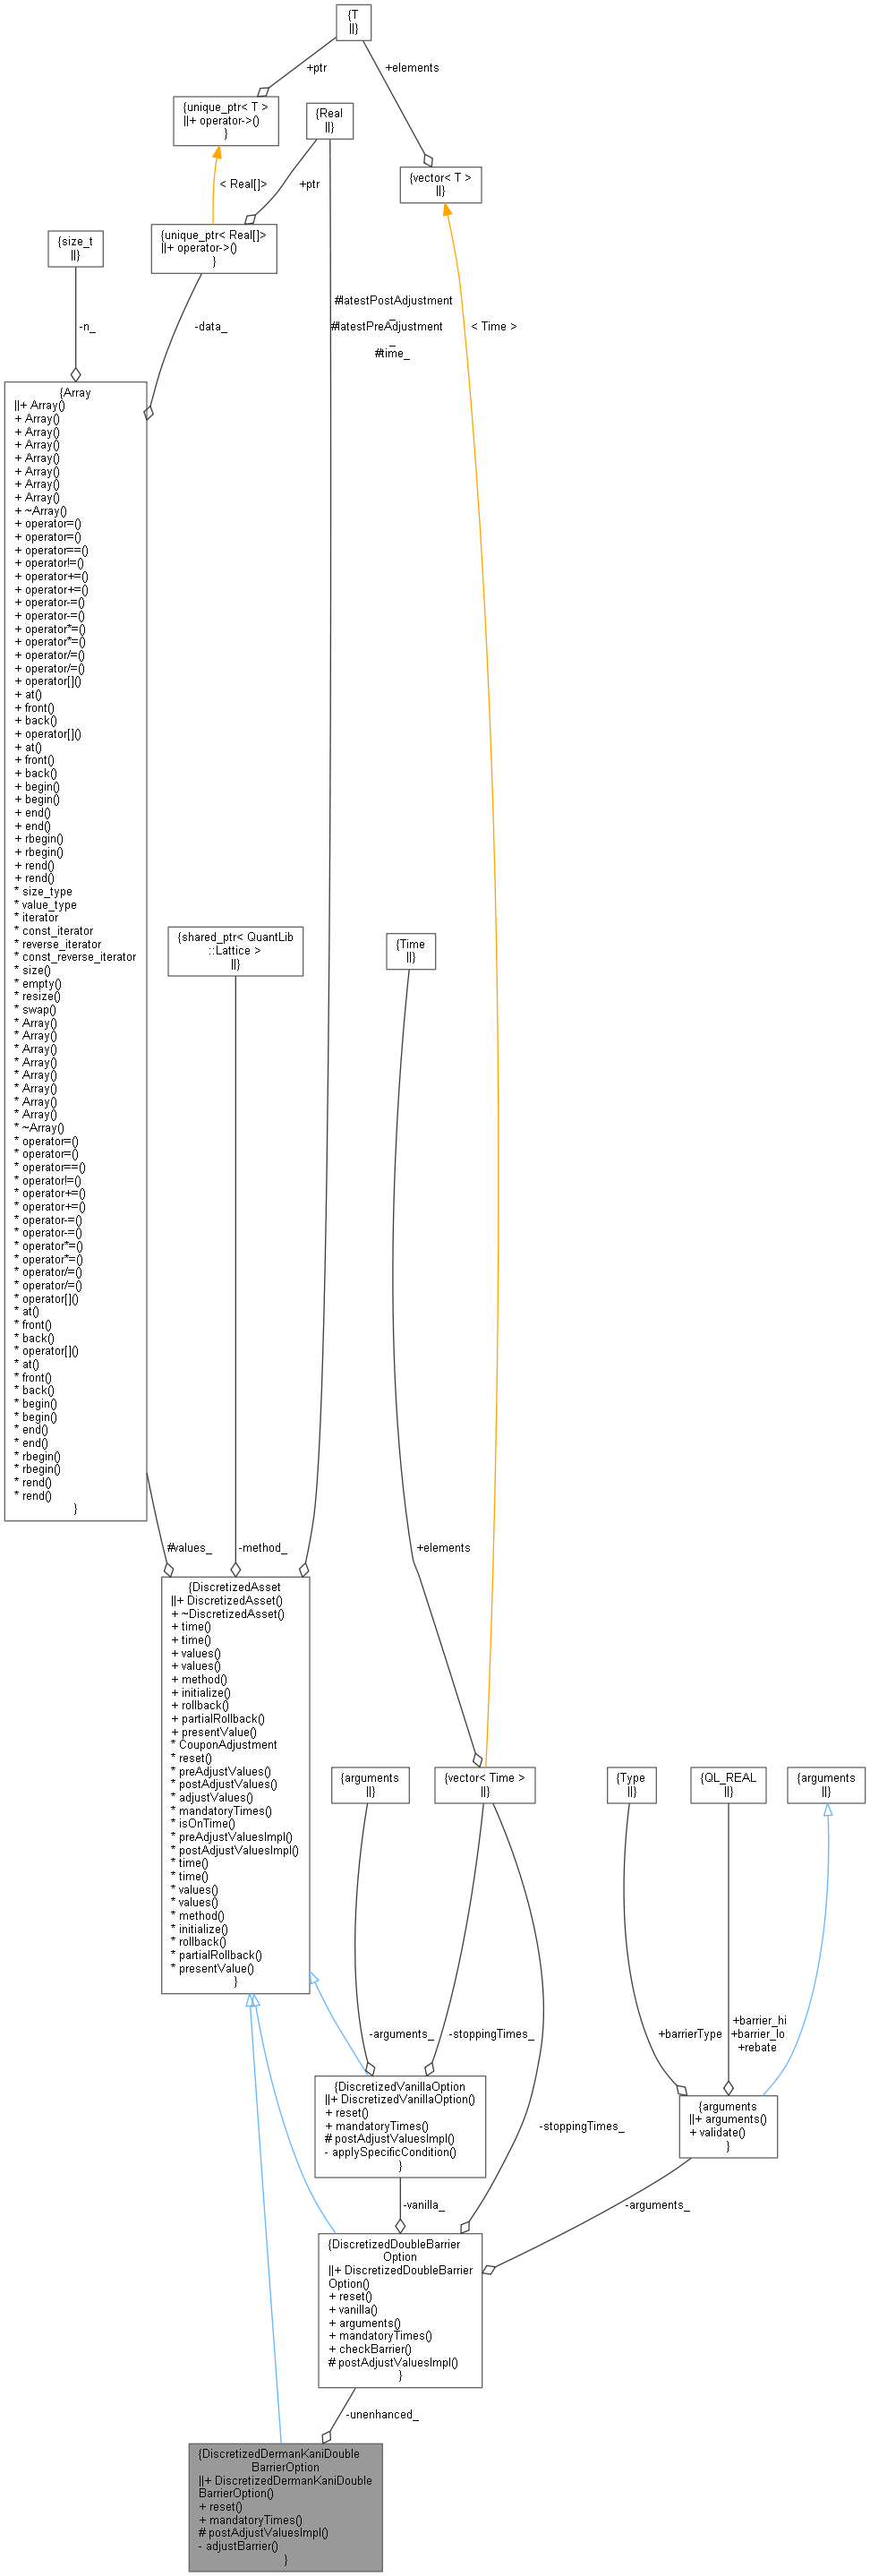 {T
||}
+ptr
+elements
{unique_ptr< T >
||+ operator->()
}
{Real
||}
{vector< T >
||}
< Real[]>
+ptr
{size_t
||}
{unique_ptr< Real[]>
||+ operator->()
}
-n_
-data_
#latestPostAdjustment
_
#latestPreAdjustment
_
#time_
< Time >
{Array
||+ Array()
+ Array()
+ Array()
+ Array()
+ Array()
+ Array()
+ Array()
+ Array()
+ ~Array()
+ operator=()
+ operator=()
+ operator==()
+ operator!=()
+ operator+=()
+ operator+=()
+ operator-=()
+ operator-=()
+ operator*=()
+ operator*=()
+ operator/=()
+ operator/=()
+ operator[]()
+ at()
+ front()
+ back()
+ operator[]()
+ at()
+ front()
+ back()
+ begin()
+ begin()
+ end()
+ end()
+ rbegin()
+ rbegin()
+ rend()
+ rend()
* size_type
* value_type
* iterator
* const_iterator
* reverse_iterator
* const_reverse_iterator
* size()
* empty()
* resize()
* swap()
* Array()
* Array()
* Array()
* Array()
* Array()
* Array()
* Array()
* Array()
* ~Array()
* operator=()
* operator=()
* operator==()
* operator!=()
* operator+=()
* operator+=()
* operator-=()
* operator-=()
* operator*=()
* operator*=()
* operator/=()
* operator/=()
* operator[]()
* at()
* front()
* back()
* operator[]()
* at()
* front()
* back()
* begin()
* begin()
* end()
* end()
* rbegin()
* rbegin()
* rend()
* rend()
}
{shared_ptr< QuantLib
::Lattice >
||}
{Time
||}
#values_
-method_
+elements
{DiscretizedAsset
||+ DiscretizedAsset()
+ ~DiscretizedAsset()
+ time()
+ time()
+ values()
+ values()
+ method()
+ initialize()
+ rollback()
+ partialRollback()
+ presentValue()
* CouponAdjustment
* reset()
* preAdjustValues()
* postAdjustValues()
* adjustValues()
* mandatoryTimes()
* isOnTime()
* preAdjustValuesImpl()
* postAdjustValuesImpl()
* time()
* time()
* values()
* values()
* method()
* initialize()
* rollback()
* partialRollback()
* presentValue()
}
{arguments
||}
{vector< Time >
||}
{Type
||}
{QL_REAL
||}
{arguments
||}
-arguments_
-stoppingTimes_
+barrierType
+barrier_hi
+barrier_lo
+rebate
{DiscretizedVanillaOption
||+ DiscretizedVanillaOption()
+ reset()
+ mandatoryTimes()
# postAdjustValuesImpl()
- applySpecificCondition()
}
-stoppingTimes_
{arguments
||+ arguments()
+ validate()
}
-vanilla_
-arguments_
{DiscretizedDoubleBarrier
Option
||+ DiscretizedDoubleBarrier
Option()
+ reset()
+ vanilla()
+ arguments()
+ mandatoryTimes()
+ checkBarrier()
# postAdjustValuesImpl()
}
-unenhanced_
{DiscretizedDermanKaniDouble
BarrierOption
||+ DiscretizedDermanKaniDouble
BarrierOption()
+ reset()
+ mandatoryTimes()
# postAdjustValuesImpl()
- adjustBarrier()
}